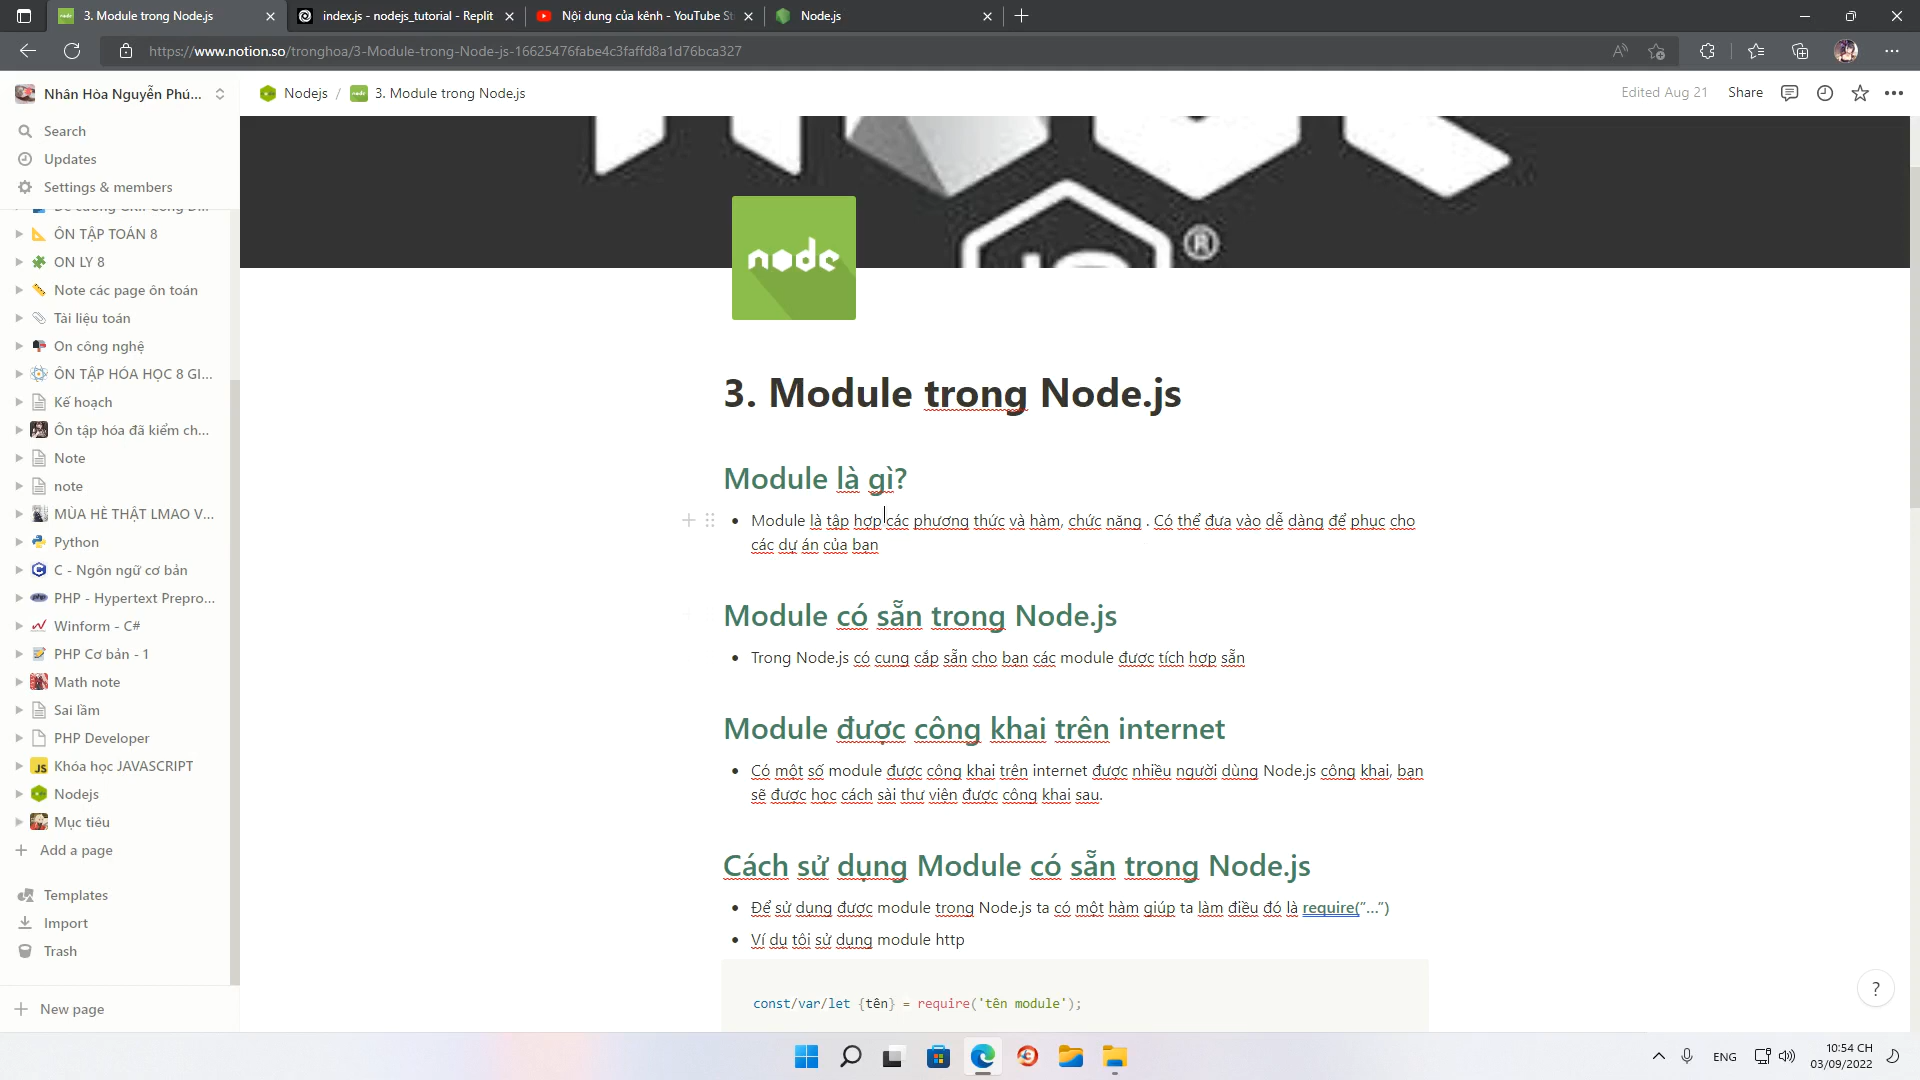 3. Module trong Node.js
index.js - nodejs_tutorial - Replit
Nội dung của kênh - YouTube St
Node.js
https://www.notion.so/tronghoa/3-Module-trong-Node-js-16625476fabe4c3faffd8a1d76bca327
Nhân Hòa Nguyễn Phú...
Nodejs / 3. Module trong Node.js
Edited Aug 21
Share
Search
Updates
Settings & members
ÔN TẬP TOÁN 8
ON LY 8
Note các page ôn toán
Tài liệu toán
On công nghệ
ÔN TẬP HÓA HỌC 8 GI...
Kế hoạch
Ôn tập hóa đã kiểm ch...
Note
note
MÙA HÈ THẬT LMAO V...
Python
C - Ngôn ngữ cơ bản
PHP - Hypertext Prepro...
Winform - C#
PHP Cơ bản - 1
Math note
Sai lầm
PHP Developer
Khóa học JAVASCRIPT
Nodejs
Mục tiêu
Add a page
Templates
Import
Trash
New page
node
®
3. Module trong Node.js
Module là gì?
Module là tập hợp các phương thức và hàm, chức năng . Có thể đưa vào dễ dàng để phục cho
các dự án của bạn
Module có sẵn trong Node.js
Trong Node.js có cung cấp sẵn cho bạn các module được tích hợp sẵn
Module được công khai trên internet
Có một số module được công khai trên internet được nhiều người dùng Node.js công khai, bạn
sẽ được học cách sài thư viện được công khai sau.
Cách sử dụng Module có sẵn trong Node.js
Để sử dụng được module trong Node.js ta có một hàm giúp ta làm điều đó là require("...")
Ví dụ tôi sử dụng module http
const/var/let {tên} = require('tên module');
?
ENG
10:54 CH
03/09/2022